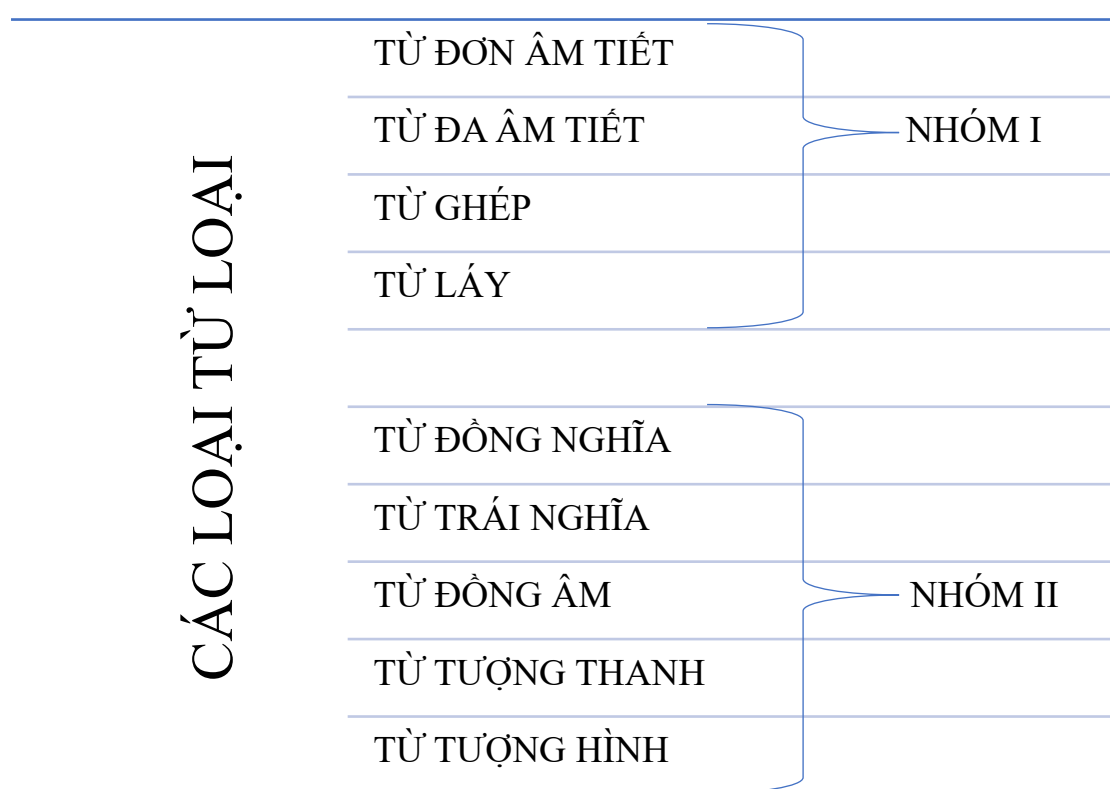 CÁC LOẠI TỪ LOẠI
TỪ ĐƠN ÂM TIẾT
TỪ ĐA ÂM TIẾT
NHÓM I
TỪ GHÉP
TỪ LÁY
TỪ ĐỒNG NGHĨA
TỪ TRÁI NGHĨA
TỪ ĐỒNG ÂM
NHÓM II
TỪ TƯỢNG THANH
TỪ TƯỢNG HÌNH